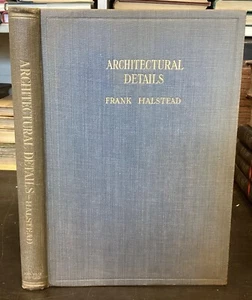 ARCHITECTURAL
DETAILS
FRANK HALSTEAD
ARCHITECTURAL DETAILS - HALSTEAD